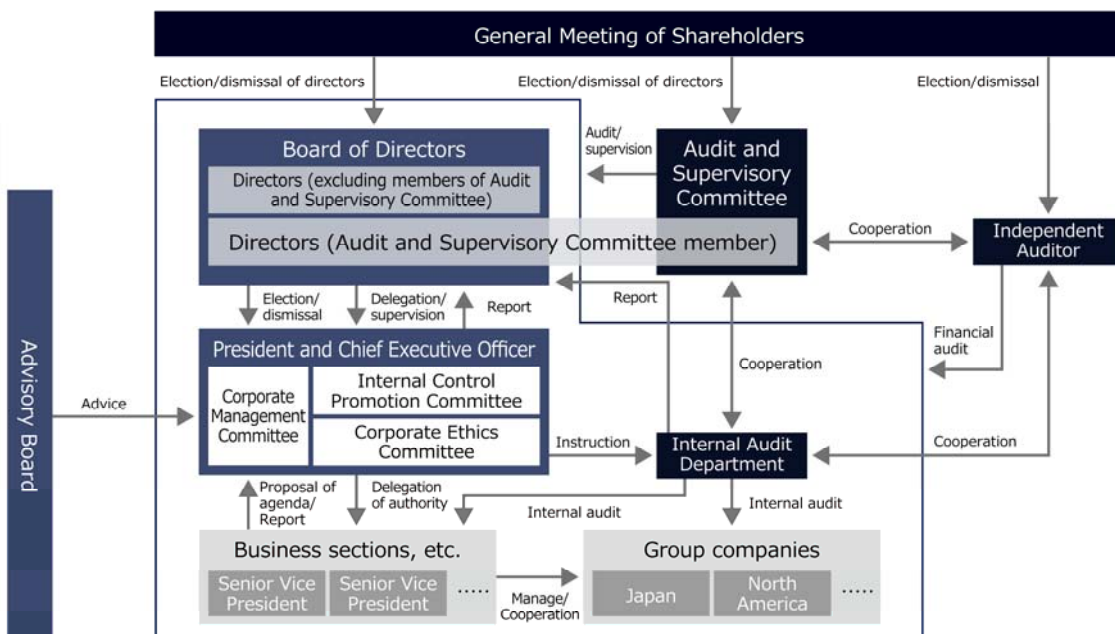 General Meeting of Shareholders
Election/dismissal of directors
Election/dismissal of directors
Election/dismissal
Board of Directors
Directors (excluding members of Audit
and Supervisory Committee)
Directors (Audit and Supervisory Committee member)
Audit/
supervision
Audit and
Supervisory
Committee
Cooperation
Independent
Auditor
Election/
dismissal
Delegation/
supervision
Report
Report
Financial
audit
Advisory Board
Advice
President and Chief Executive Officer
Corporate
Management
Committee
Internal Control
Promotion Committee
Corporate Ethics
Committee
Cooperation
Instruction
Internal Audit
Department
Cooperation
Proposal of
agenda/
Report
Delegation
of authority
Internal audit
Internal audit
Business sections, etc.
Senior Vice
President
Senior Vice
President
.....
Manage/
Cooperation
Group companies
Japan
North
America
.....